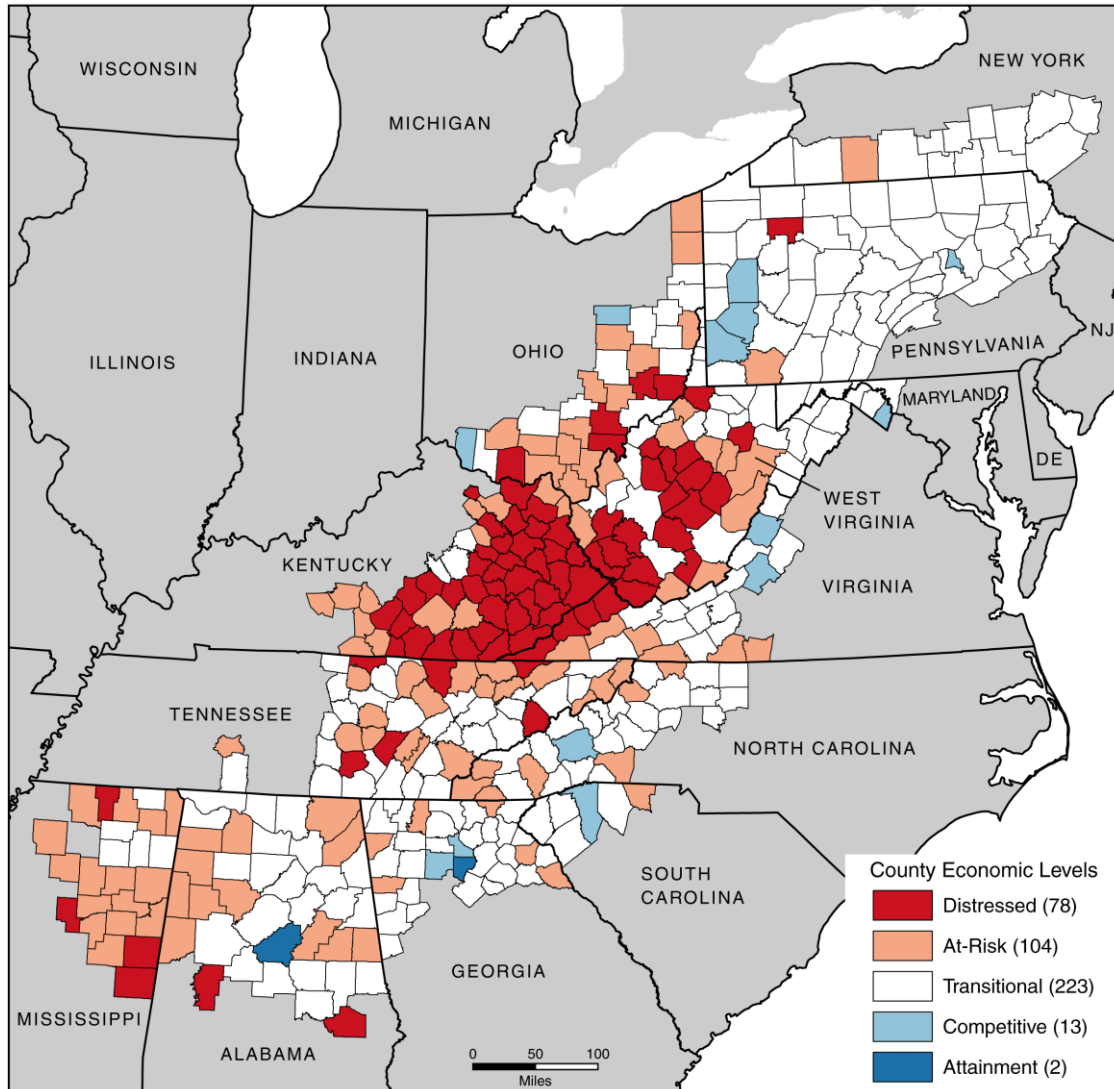 WISCONSIN
NEW YORK
MICHIGAN
ILLINOIS
INDIANA
OHIO
PENNSYLVANIA
NJ
MARYLAND
DE
WEST
VIRGINIA
KENTUCKY
VIRGINIA
TENNESSEE
NORTH CAROLINA
SOUTH
CAROLINA
GEORGIA
MISSISSIPPI
ALABAMA
0 50 100
Miles
County Economic Levels
Distressed (78)
At-Risk (104)
Transitional (223)
Competitive (13)
Attainment (2)